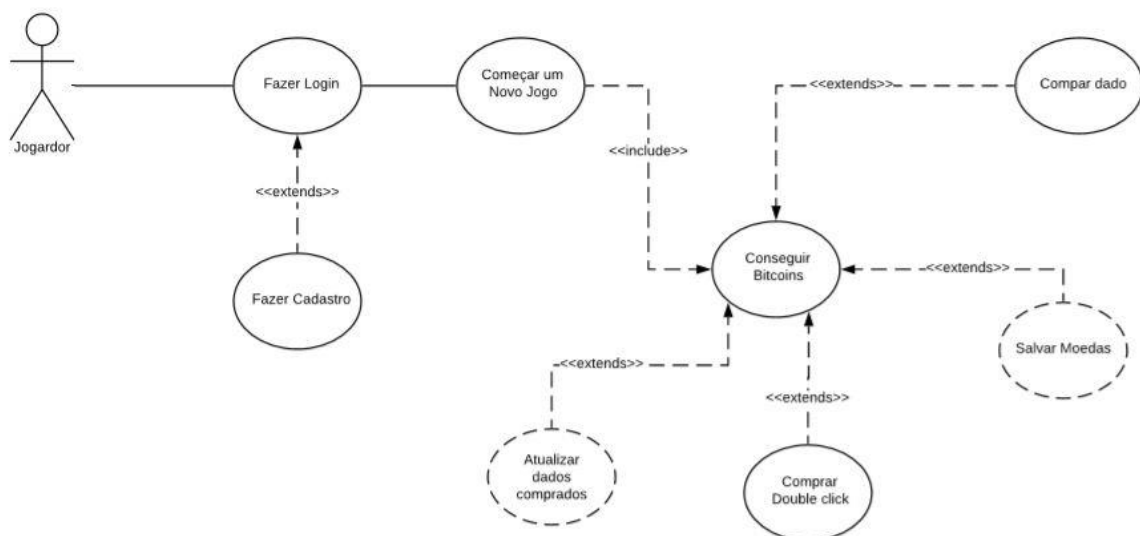 Jogardor
Fazer Login
Começar um
Novo Jogo
<<extends>>
Compar dado
<<include>>
<<extends>>
Fazer Cadastro
Conseguir
Bitcoins
<<extends>>
Salvar Moedas
<<extends>>
<<extends>>
Atualizar
dados
comprados
Comprar
Double click